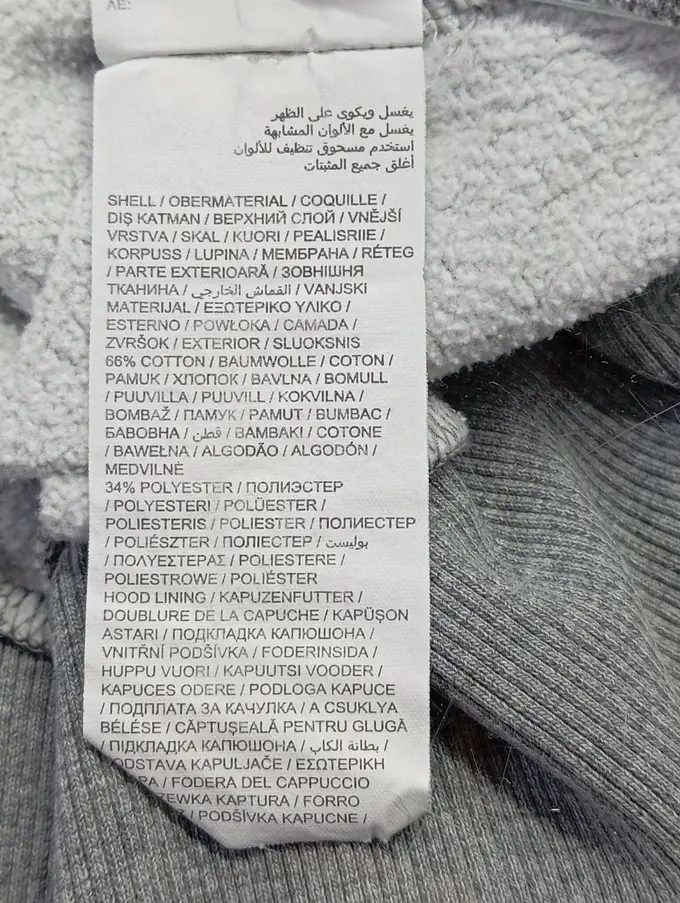 AE:
يغسل ويكوى على الظهر
يغسل مع الألوان المشابهة
استخدم مسحوق تنظيف للألوان
أغلق جميع المثبتات
SHELL / OBERMATERIAL / COQUILLE /
DIŞ KATMAN / ВЕРХНИЙ СЛОЙ / VNĚJŠÍ
VRSTVA / SKAL / KUORI / PEALISRIIE /
KORPUSS / LUPINA / МЕМБРАНА / RÉTEG
/ PARTE EXTERIOARĂ / ЗОВНІШНЯ
ТКАНИНА / القماش الخارجي / VANJSKI
MATERIJAL / ΕΞΩΤΕΡΙΚΟ ΥΛΙΚΟ /
ESTERNO / POWŁOKA / CAMADA /
ZVRŠOK / EXTERIOR / SLUOKSNIS
66% COTTON / BAUMWOLLE / COTON /
PAMUK / ХЛОПОК / BAVLNA / BOMULL
/ PUUVILLA / PUUVILL / KOKVILNA /
BOMBAŽ / ПАМУК / PAMUT / BUMBAC /
БАВОВНА / قطن / BAMBAKI / COTONE
/ BAWEŁNA / ALGODÃO / ALGODÓN /
MEDVILNĖ
34% POLYESTER / ПОЛИЭСТЕР
/ POLYESTERI / POLÜESTER /
POLIESTERIS / POLIESTER / ПОЛИЕСТЕР
/ POLIÉSZTER / ПОЛІЕСТЕР / بوليستر
/ ΠΟΛΥΕΣΤΕΡΑΣ / POLIESTERE /
POLIESTROWE / POLIÉSTER
HOOD LINING / KAPUZENFUTTER /
DOUBLURE DE LA CAPUCHE / KAPÜŞON
ASTARI / ПОДКЛАДКА КАПЮШОНА /
VNITŘNÍ PODŠÍVKA / FODERINSIDA /
HUPPU VUORI / KAPUUTSI VOODER /
KAPUCES ODERE / PODLOGA KAPUCE
/ ПОДПЛАТА ЗА КАЧУЛКА / A CSUKLYA
BÉLÉSE / CĂPTUŞEALĂ PENTRU GLUGĂ
/ ПІДКЛАДКА КАПЮШОНА / بطانة الكاب /
ODSTAVA KAPULJAČE / ΕΣΩΤΕΡΙΚΗ
/ FODERA DEL CAPPUCCIO
KAPTURA / FORRO
/ PODŠÍVKA KAPUCNE /